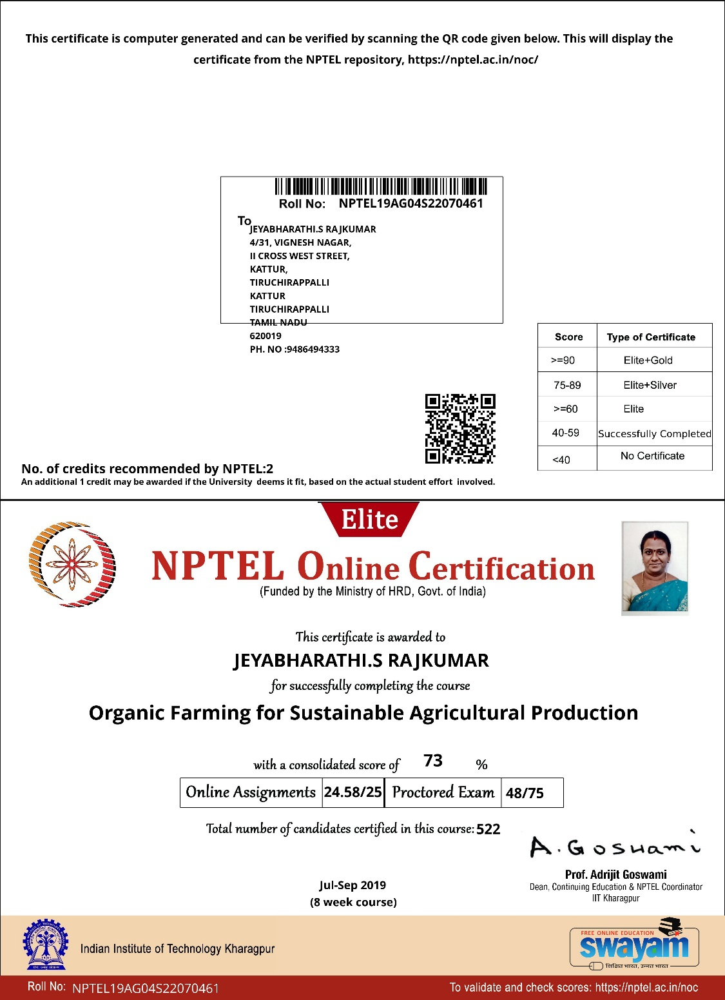 This certificate is computer generated and can be verified by scanning the QR code given below. This will display the
certificate from the NPTEL repository, https://nptel.ac.in/noc/
Roll No: NPTEL19AG04S22070461
To
JEYABHARATHI.S RAJKUMAR
4/31, VIGNESH NAGAR,
II CROSS WEST STREET,
KATTUR,
TIRUCHIRAPPALLI
KATTUR
TIRUCHIRAPPALLI
TAMIL NADU
620019
PH. NO :9486494333
Score Type of Certificate
>=90 Elite+Gold
75-89 Elite+Silver
>=60 Elite
40-59 Successfully Completed
<40 No Certificate
No. of credits recommended by NPTEL:2
An additional 1 credit may be awarded if the University deems it fit, based on the actual student effort involved.
Elite
NPTEL Online Certification
(Funded by the Ministry of HRD, Govt. of India)
This certificate is awarded to
JEYABHARATHI.S RAJKUMAR
for successfully completing the course
Organic Farming for Sustainable Agricultural Production
with a consolidated score of 73 %
Online Assignments 24.58/25 Proctored Exam 48/75
Total number of candidates certified in this course: 522
A. Goswami
Prof. Adrijit Goswami
Dean, Continuing Education & NPTEL Coordinator
IIT Kharagpur
Jul-Sep 2019
(8 week course)
Indian Institute of Technology Kharagpur
FREE ONLINE EDUCATION
swayam
शिक्षित भारत, उन्नत भारत
Roll No: NPTEL19AG04S22070461
To validate and check scores: https://nptel.ac.in/noc